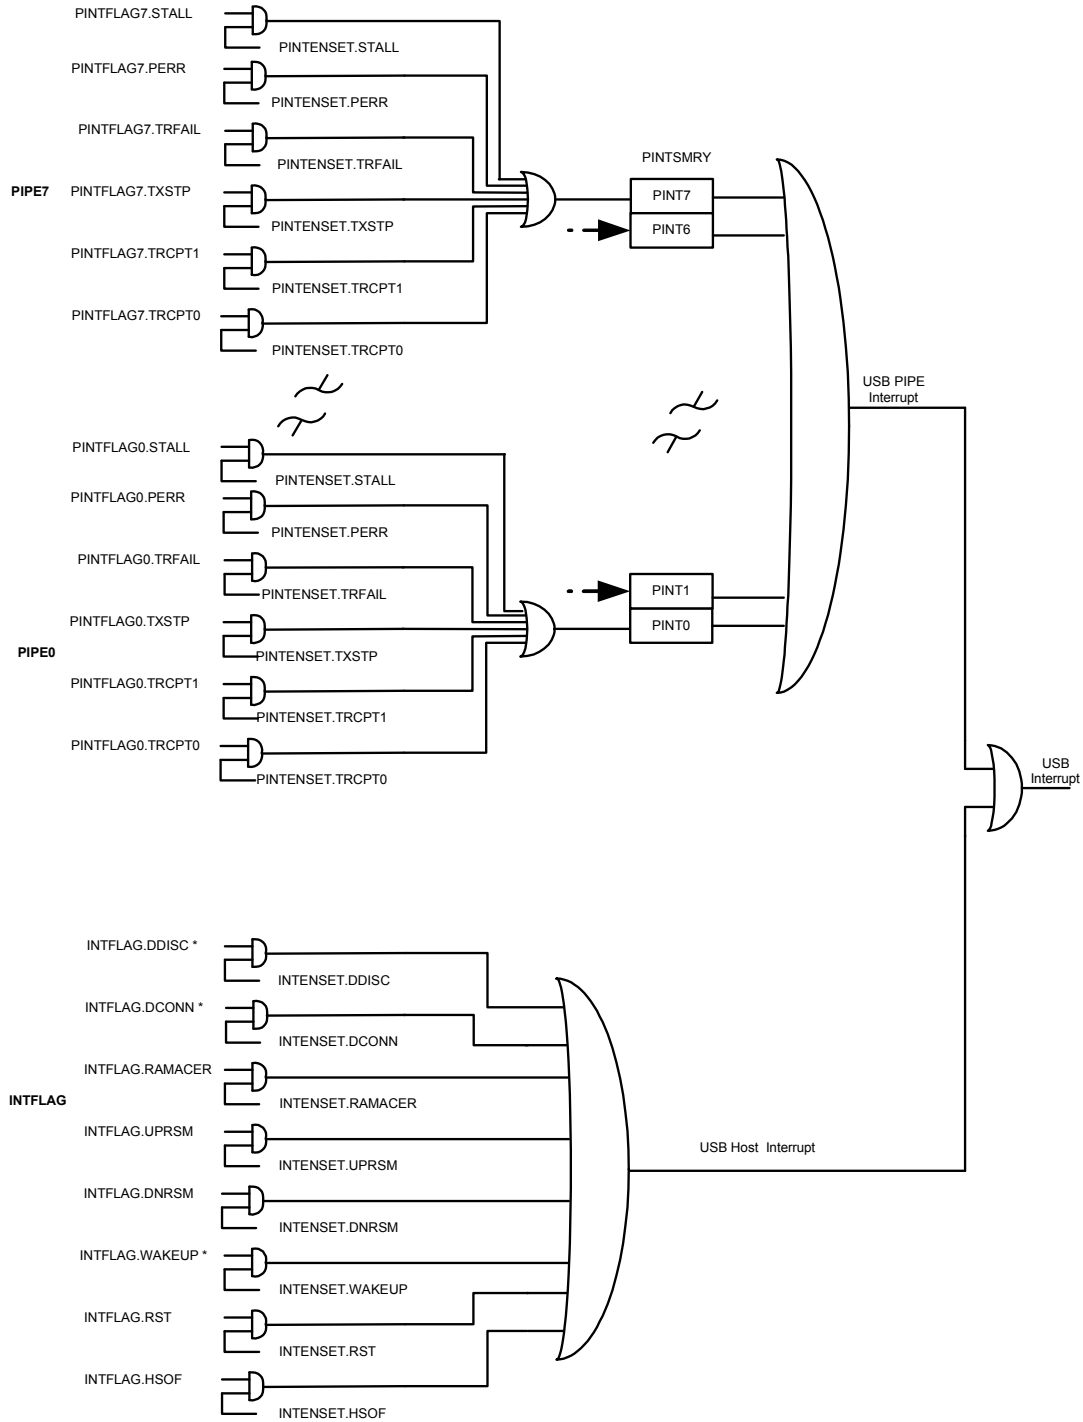 PINTFLAG7.STALL
PINTENSET.STALL
PINTFLAG7.PERR
PINTENSET.PERR
PINTFLAG7.TRFAIL
PINTENSET.TRFAIL
PINTSMRY
PIPE7
PINTFLAG7.TXSTP
PINT7
PINTENSET.TXSTP
PINT6
PINTFLAG7.TRCPT1
PINTENSET.TRCPT1
PINTFLAG7.TRCPT0
PINTENSET.TRCPT0
USB PIPE
Interrupt
PINTFLAG0.STALL
PINTENSET.STALL
PINTFLAG0.PERR
PINTENSET.PERR
PINTFLAG0.TRFAIL
PINTENSET.TRFAIL
PINT1
PINTFLAG0.TXSTP
PINT0
PIPE0
PINTENSET.TXSTP
PINTFLAG0.TRCPT1
PINTENSET.TRCPT1
PINTFLAG0.TRCPT0
PINTENSET.TRCPT0
USB
Interrupt
INTFLAG.DDISC *
INTENSET.DDISC
INTFLAG.DCONN *
INTENSET.DCONN
INTFLAG.RAMACER
INTFLAG
INTENSET.RAMACER
INTFLAG.UPRSM
INTENSET.UPRSM
USB Host Interrupt
INTFLAG.DNRSM
INTENSET.DNRSM
INTFLAG.WAKEUP *
INTENSET.WAKEUP
INTFLAG.RST
INTENSET.RST
INTFLAG.HSOF
INTENSET.HSOF